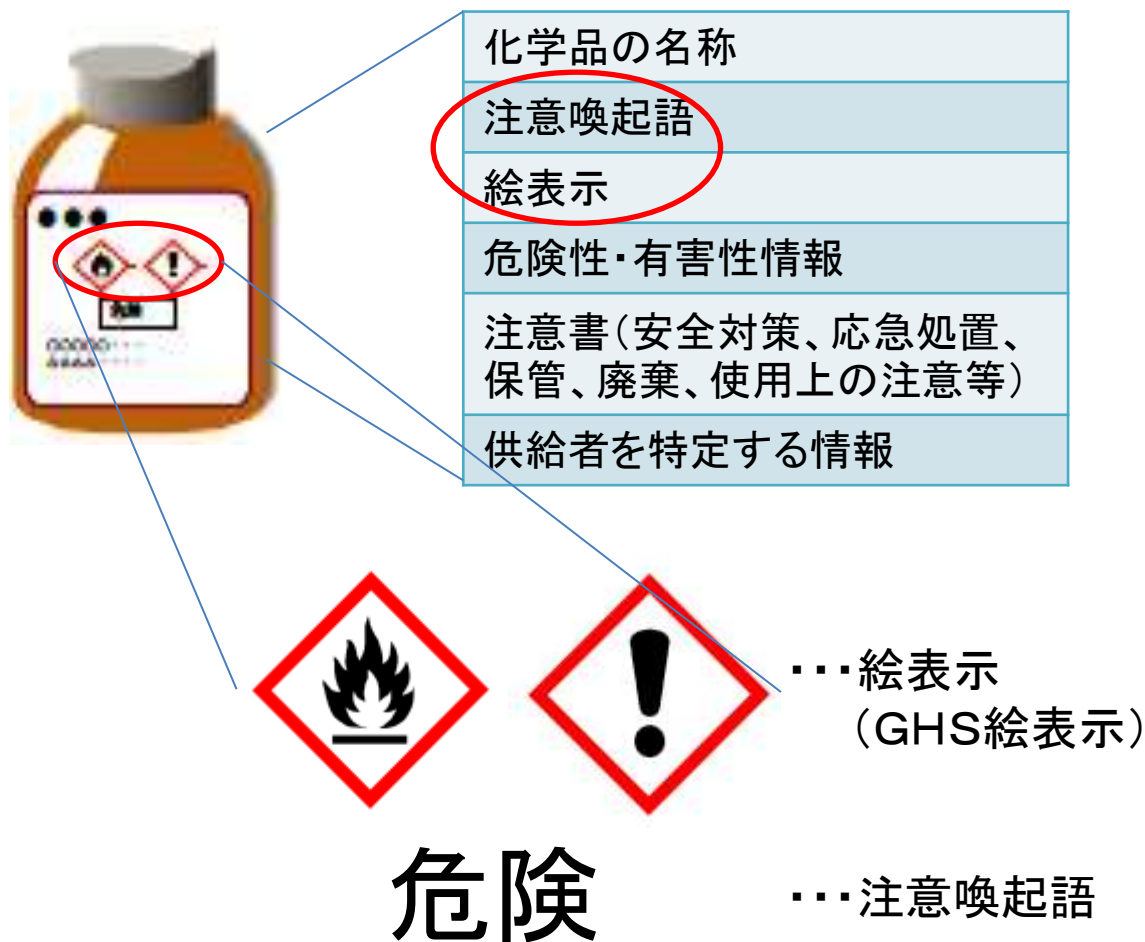 化学品の名称
注意喚起語
絵表示
危険性・有害性情報
注意書(安全対策、応急処置、
保管、廃棄、使用上の注意等)
供給者を特定する情報
・・・絵表示
(GHS絵表示)
危険
・・・注意喚起語